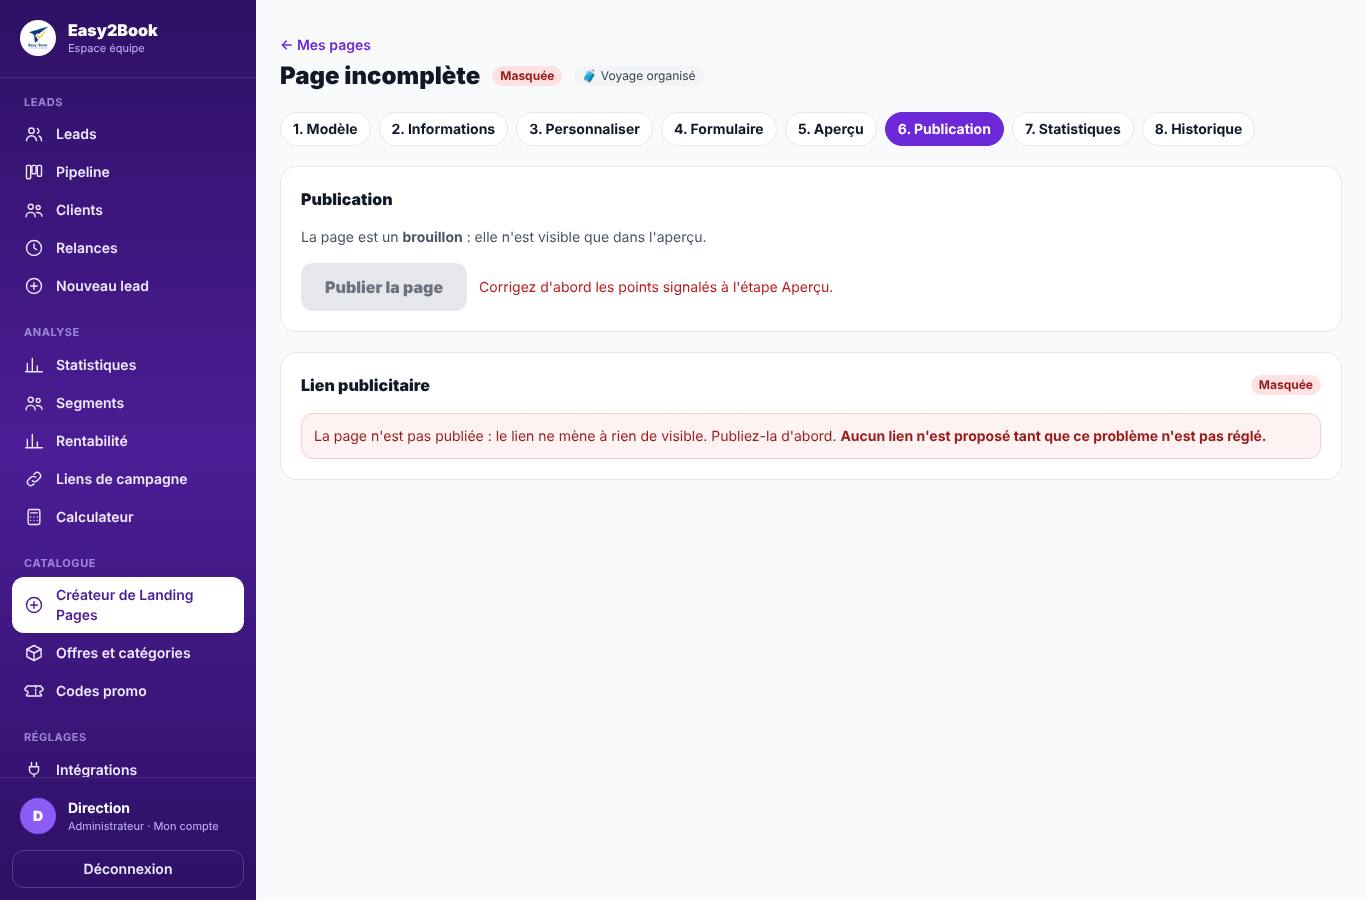 Easy2Book
Espace équipe
LEADS
Leads
Pipeline
Clients
Relances
Nouveau lead
ANALYSE
Statistiques
Segments
Rentabilité
Liens de campagne
Calculateur
CATALOGUE
Créateur de Landing
Pages
Offres et catégories
Codes promo
RÉGLAGES
Intégrations
D
Direction
Administrateur · Mon compte
Déconnexion
← Mes pages
Page incomplète Masquée Voyage organisé
1. Modèle 2. Informations 3. Personnaliser 4. Formulaire 5. Aperçu 6. Publication 7. Statistiques 8. Historique
Publication
La page est un brouillon : elle n'est visible que dans l'aperçu.
Publier la page Corrigez d'abord les points signalés à l'étape Aperçu.
Lien publicitaire Masquée
La page n'est pas publiée : le lien ne mène à rien de visible. Publiez-la d'abord. Aucun lien n'est proposé tant que ce problème n'est pas réglé.